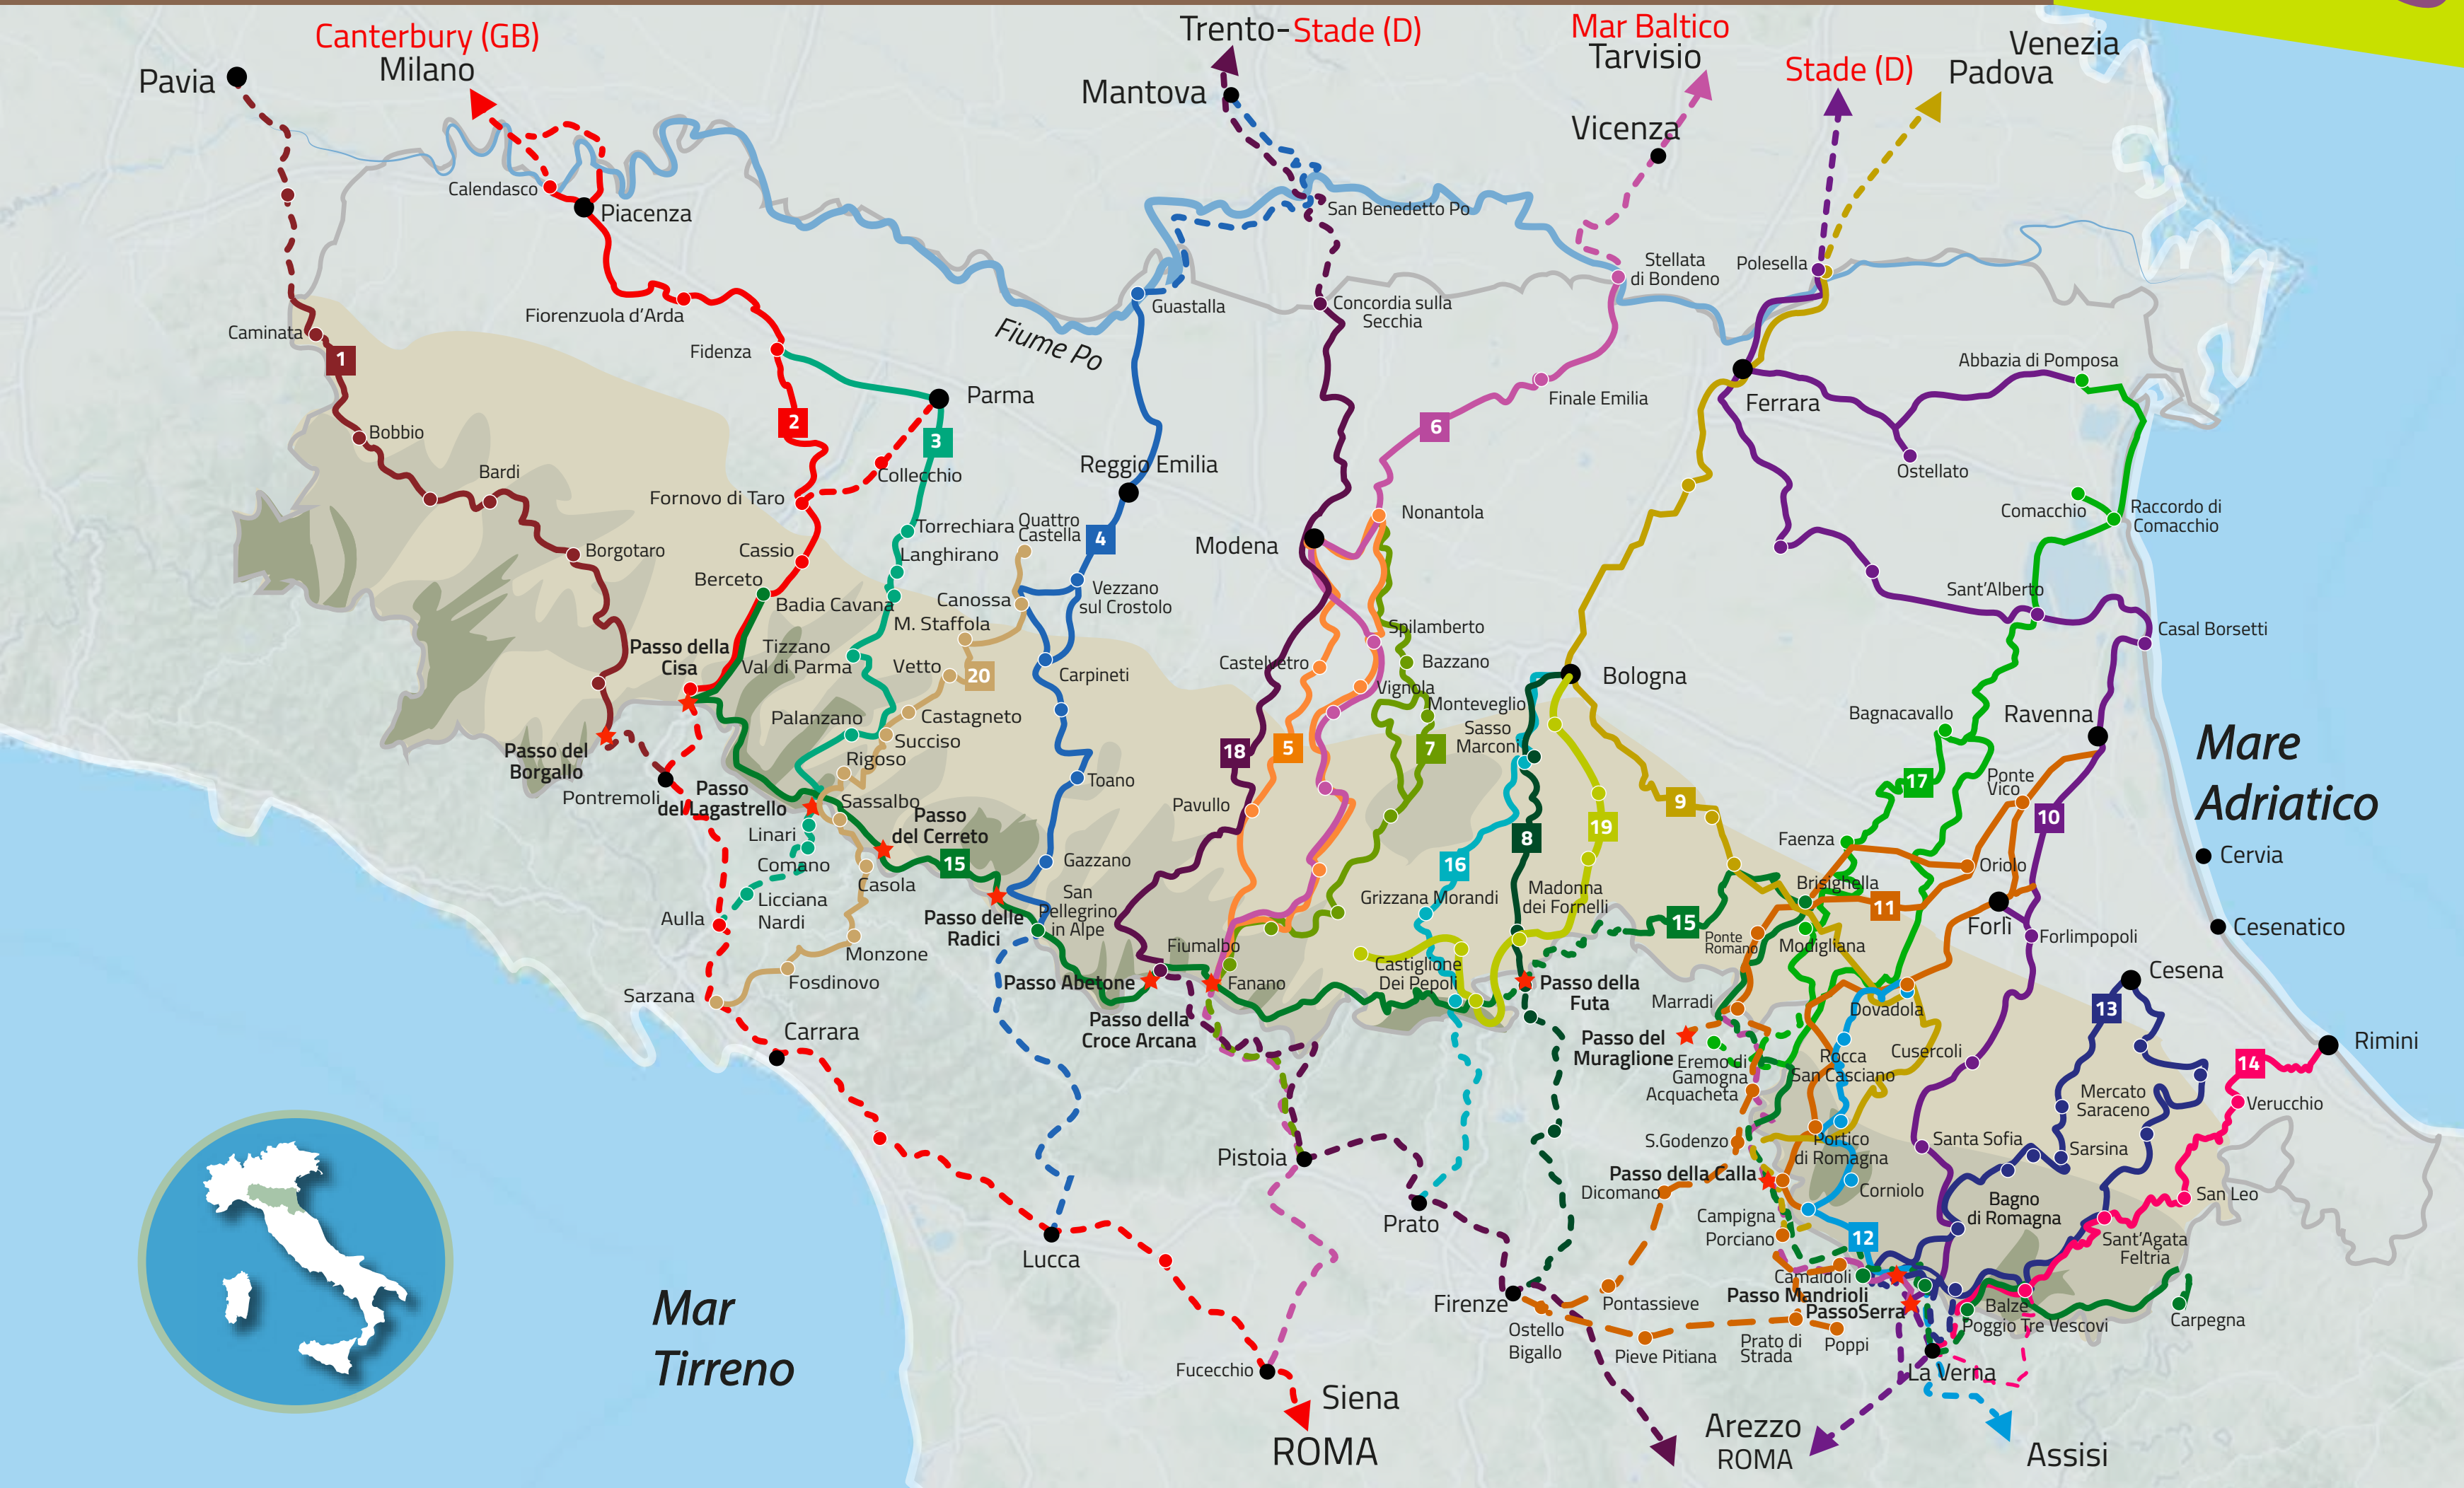 Canterbury (GB)
Milano
Pavia
Trento-Stade (D)
Mantova
Mar Baltico
Tarvisio
Vicenza
Stade (D)
Venezia
Padova
Calendasco
Piacenza
San Benedetto Po
Stellata
di Bondeno
Polesella
Fiorenzuola d'Arda
Guastalla
Concordia sulla
Secchia
Fiume Po
Caminata
1
Fidenza
Parma
Abbazia di Pomposa
Finale Emilia
Ferrara
2
3
6
Bobbio
Bardi
Collecchio
Reggio Emilia
Ostellato
Fornovo di Taro
Nonantola
Comacchio
Raccordo di
Comacchio
Torrechiara
Quattro
Castella
4
Modena
Borgotaro
Cassio
Langhirano
Berceto
Badia Cavana
Canossa
Vezzano
sul Crostolo
Sant'Alberto
Casal Borsetti
M. Staffola
Spilamberto
Passo della
Cisa
Tizzano
Val di Parma
Vetto
20
Carpineti
Castelvetro
Bazzano
Vignola
Bologna
Monteveglio
Palanzano
Castagneto
Succiso
Sasso
Marconi
Bagnacavallo
Ravenna
Mare
Adriatico
Passo del
Borgallo
Rigoso
18
5
7
Toano
17
Ponte
Vico
Pontremoli
Passo
del Lagastrello
Sassalbo
Pavullo
9
10
Passo
del Cerreto
Linari
Comano
15
Gazzano
16
8
19
Faenza
Oriolo
Cervia
Casola
Licciana
Nardi
San
Pellegrino
in Alpe
Grizzana Morandi
Madonna
dei Fornelli
Brisighella
11
Aulla
Passo delle
Radici
15
Ponte
Romano
Modigliana
Forlì
Forlimpopoli
Cesenatico
Monzone
Fiumalbo
Castiglione
Dei Pepoli
Cesena
Fosdinovo
Sarzana
Passo Abetone
Fanano
Passo della
Futa
Marradi
Dovadola
13
Carrara
Passo della
Croce Arcana
Passo del
Muraglione
Eremo di
Gamogna
Acquacheta
Rocca
San Casciano
Cusercoli
Rimini
14
Mercato
Saraceno
Verucchio
Pistoia
S.Godenzo
Portico
di Romagna
Santa Sofia
Sarsina
Passo della Calla
Dicomano
Corniolo
San Leo
Prato
Campigna
Porciano
12
Bagno
di Romagna
Sant'Agata
Feltria
Lucca
Camaldoli
Passo Mandrioli
PassoSerra
Mar
Tirreno
Firenze
Pontassieve
Balze
Poggio Tre Vescovi
Carpegna
Ostello
Bigallo
Pieve Pitiana
Prato di
Strada
Poppi
Fucecchio
La Verna
Siena
ROMA
Arezzo
ROMA
Assisi